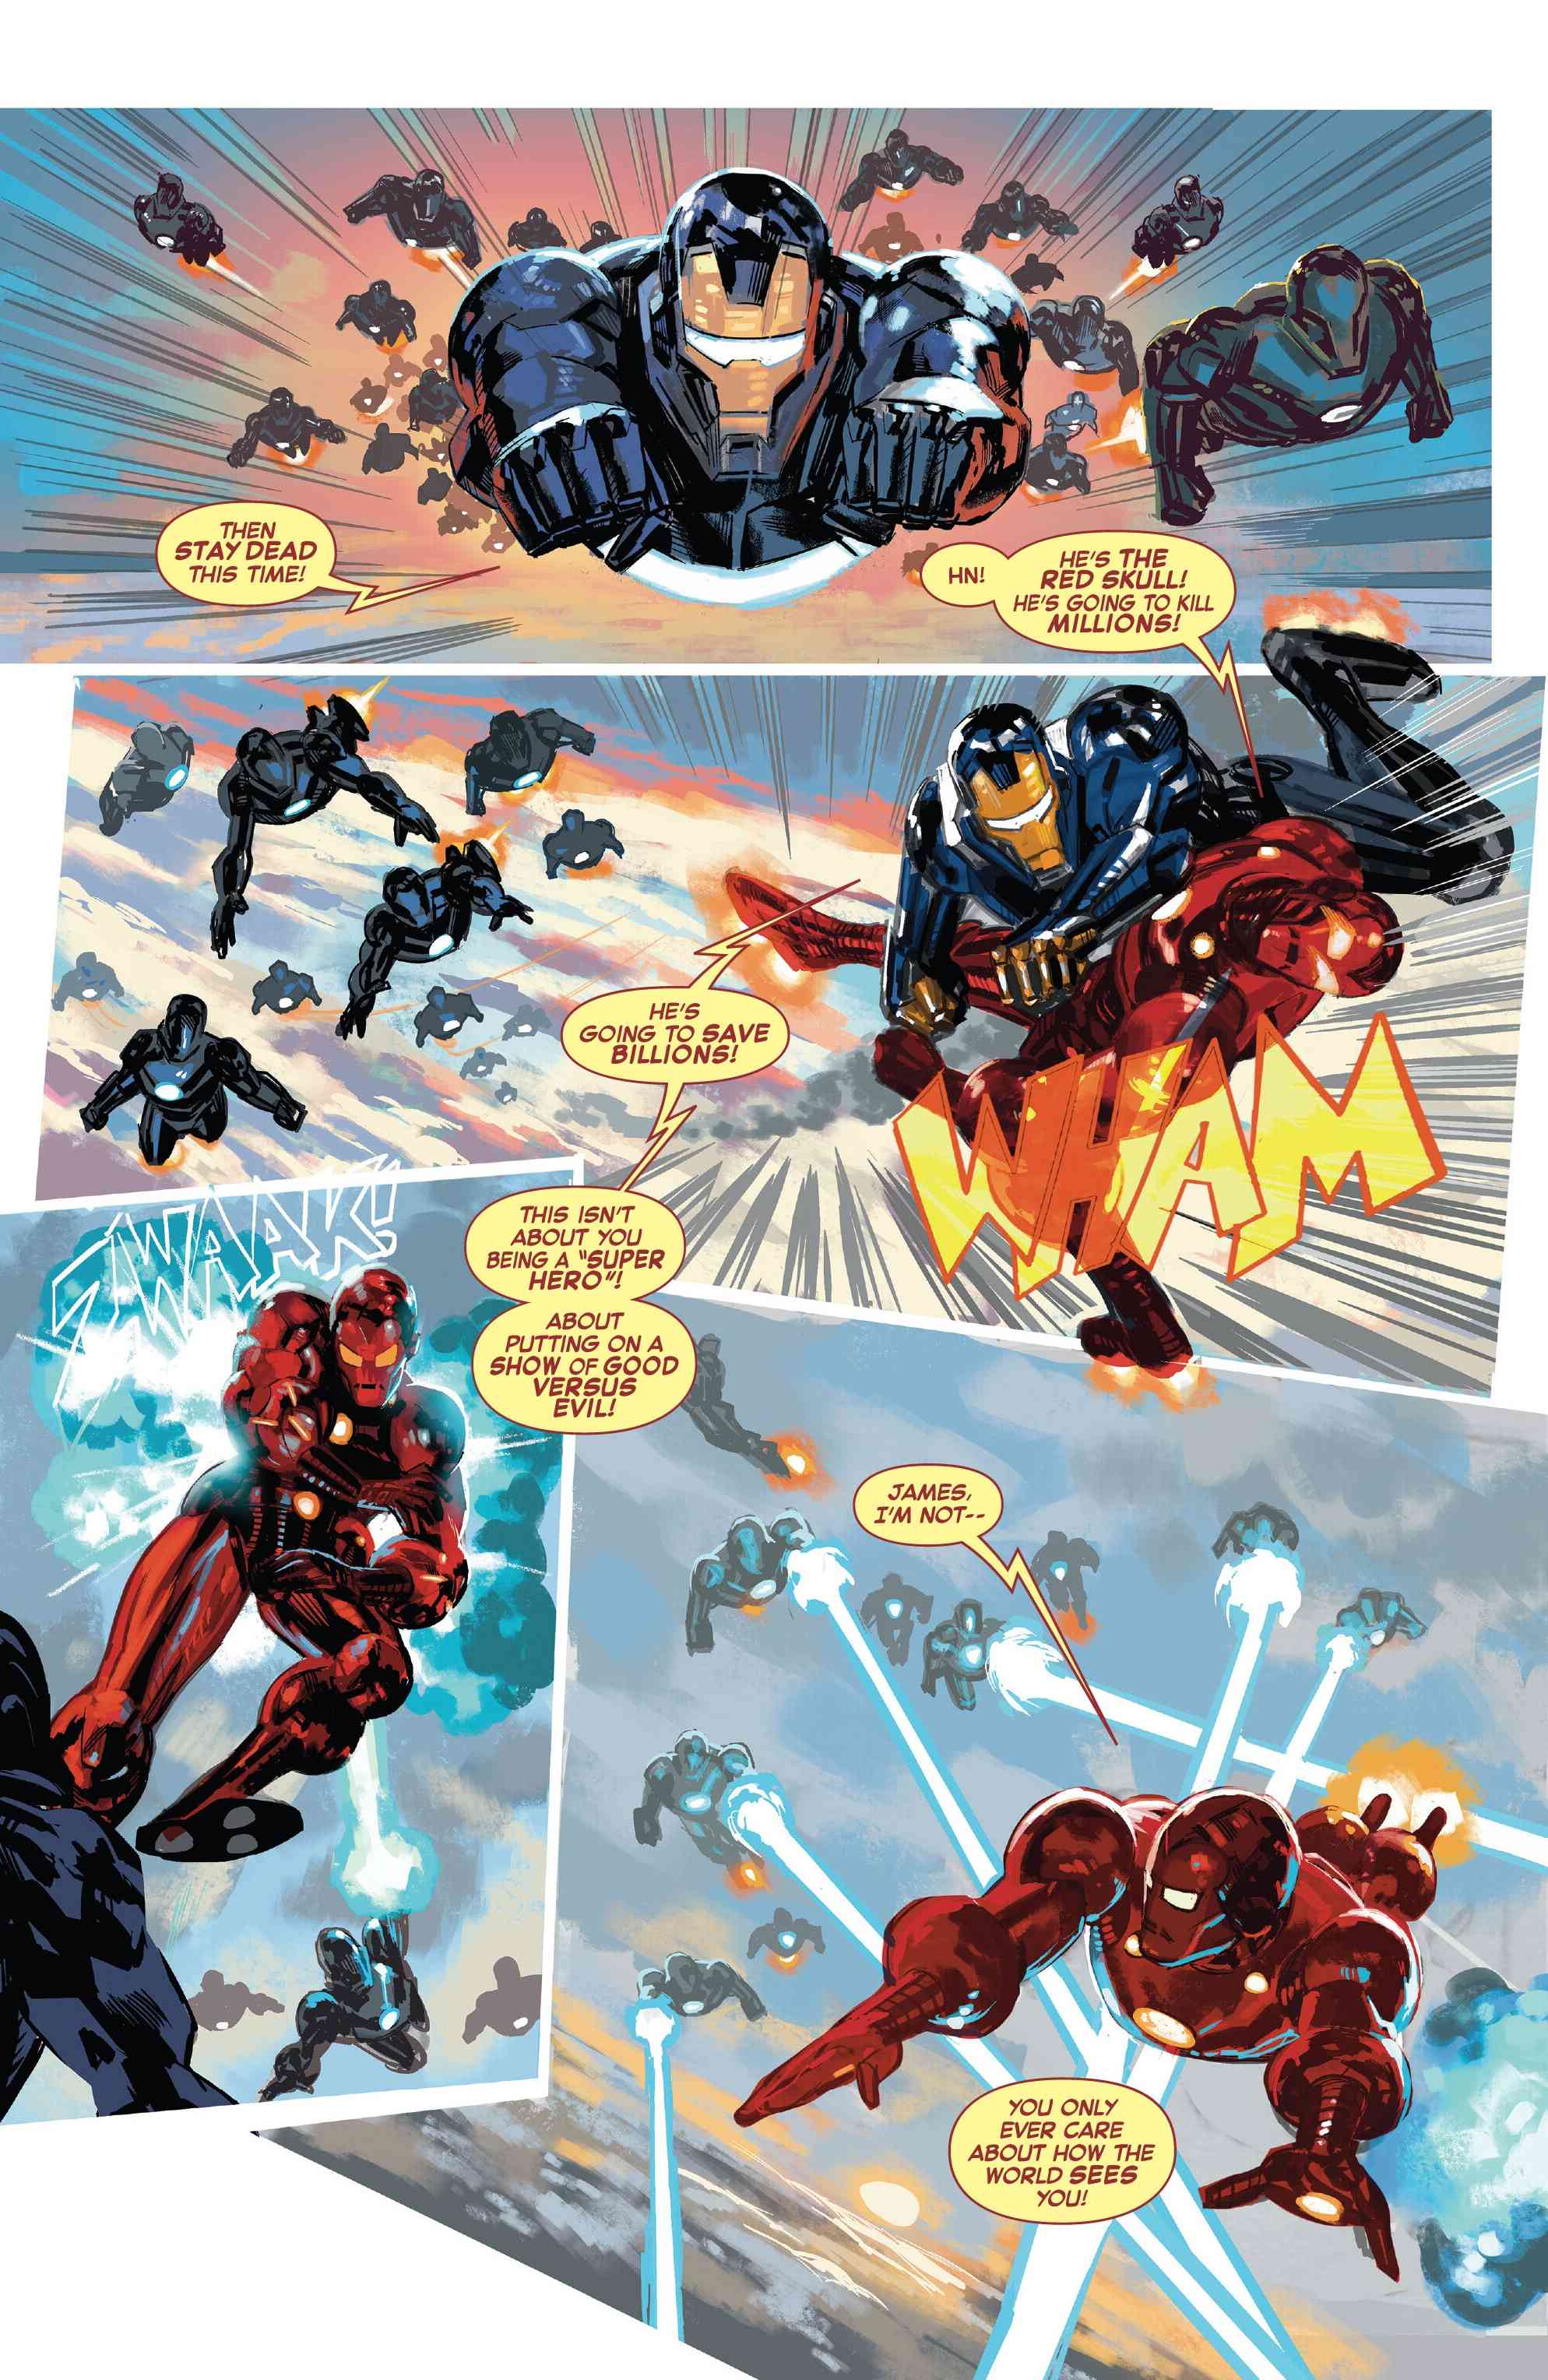 THEN
STAY DEAD
THIS TIME!
HN!
HE'S THE
RED SKULL!
HE'S GOING TO KILL
MILLIONS!
HE'S
GOING TO SAVE
BILLIONS!
WHAM
THIS ISN'T
ABOUT YOU
BEING A "SUPER
HERO"!
ABOUT
PUTTING ON A
SHOW OF GOOD
VERSUS
EVIL!
ZWAAK!
JAMES,
I'M NOT--
YOU ONLY
EVER CARE
ABOUT HOW THE
WORLD SEES
YOU!